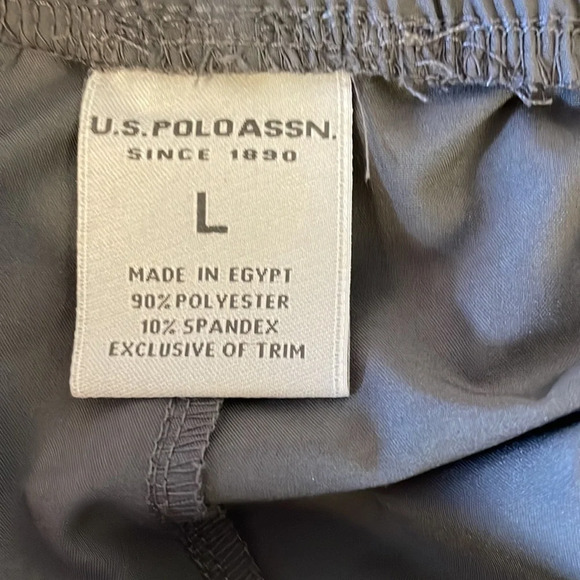 U.S. POLO ASSN.
SINCE 1890
L
MADE IN EGYPT
90% POLYESTER
10% SPANDEX
EXCLUSIVE OF TRIM